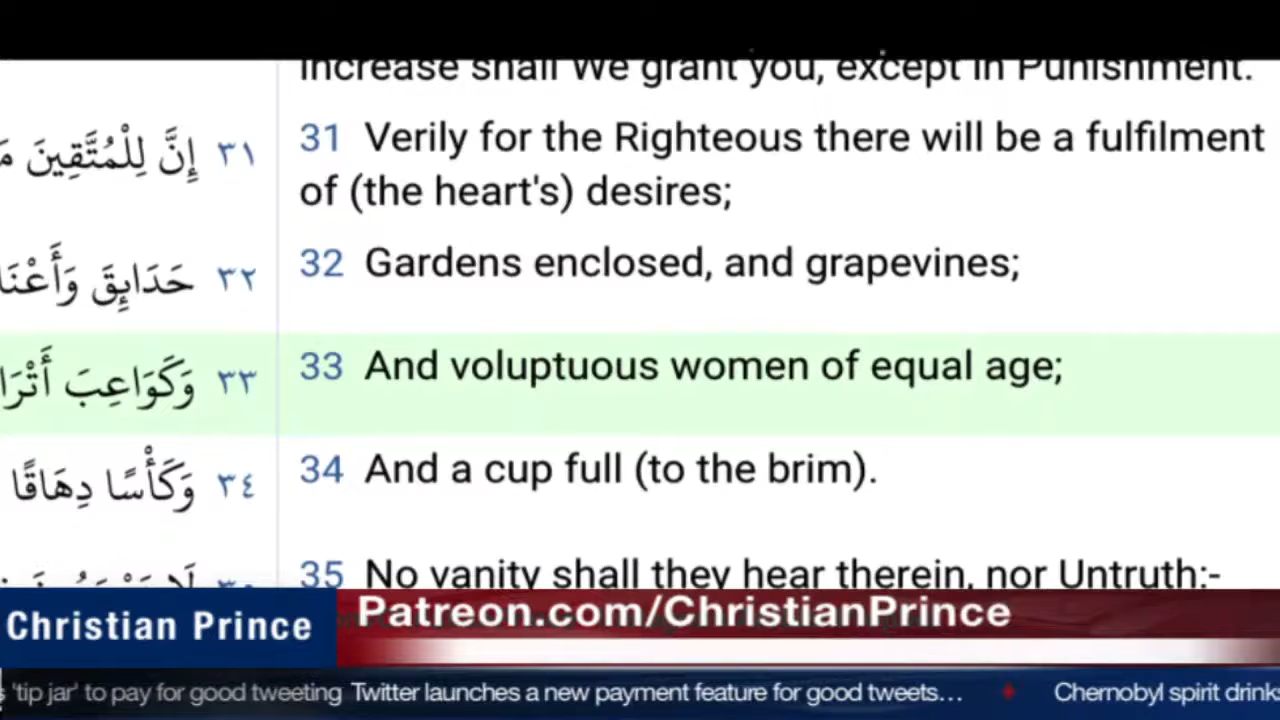 increase shall We grant you, except in Punishment.
إِنَّ لِلْمُتَّقِينَ ٣١
31 Verily for the Righteous there will be a fulfilment
of (the heart's) desires;
حَدَائِقَ ٣٢
32 Gardens enclosed, and grapevines;
وَكَوَاعِبَ ٣٣
33 And voluptuous women of equal age;
وَكَأْسًا دِهَاقًا ٣٤
34 And a cup full (to the brim).
35 No vanity shall they hear therein, nor Untruth:-
Christian Prince
Patreon.com/ChristianPrince
'tip jar' to pay for good tweeting Twitter launches a new payment feature for good tweets... Chernobyl spirit